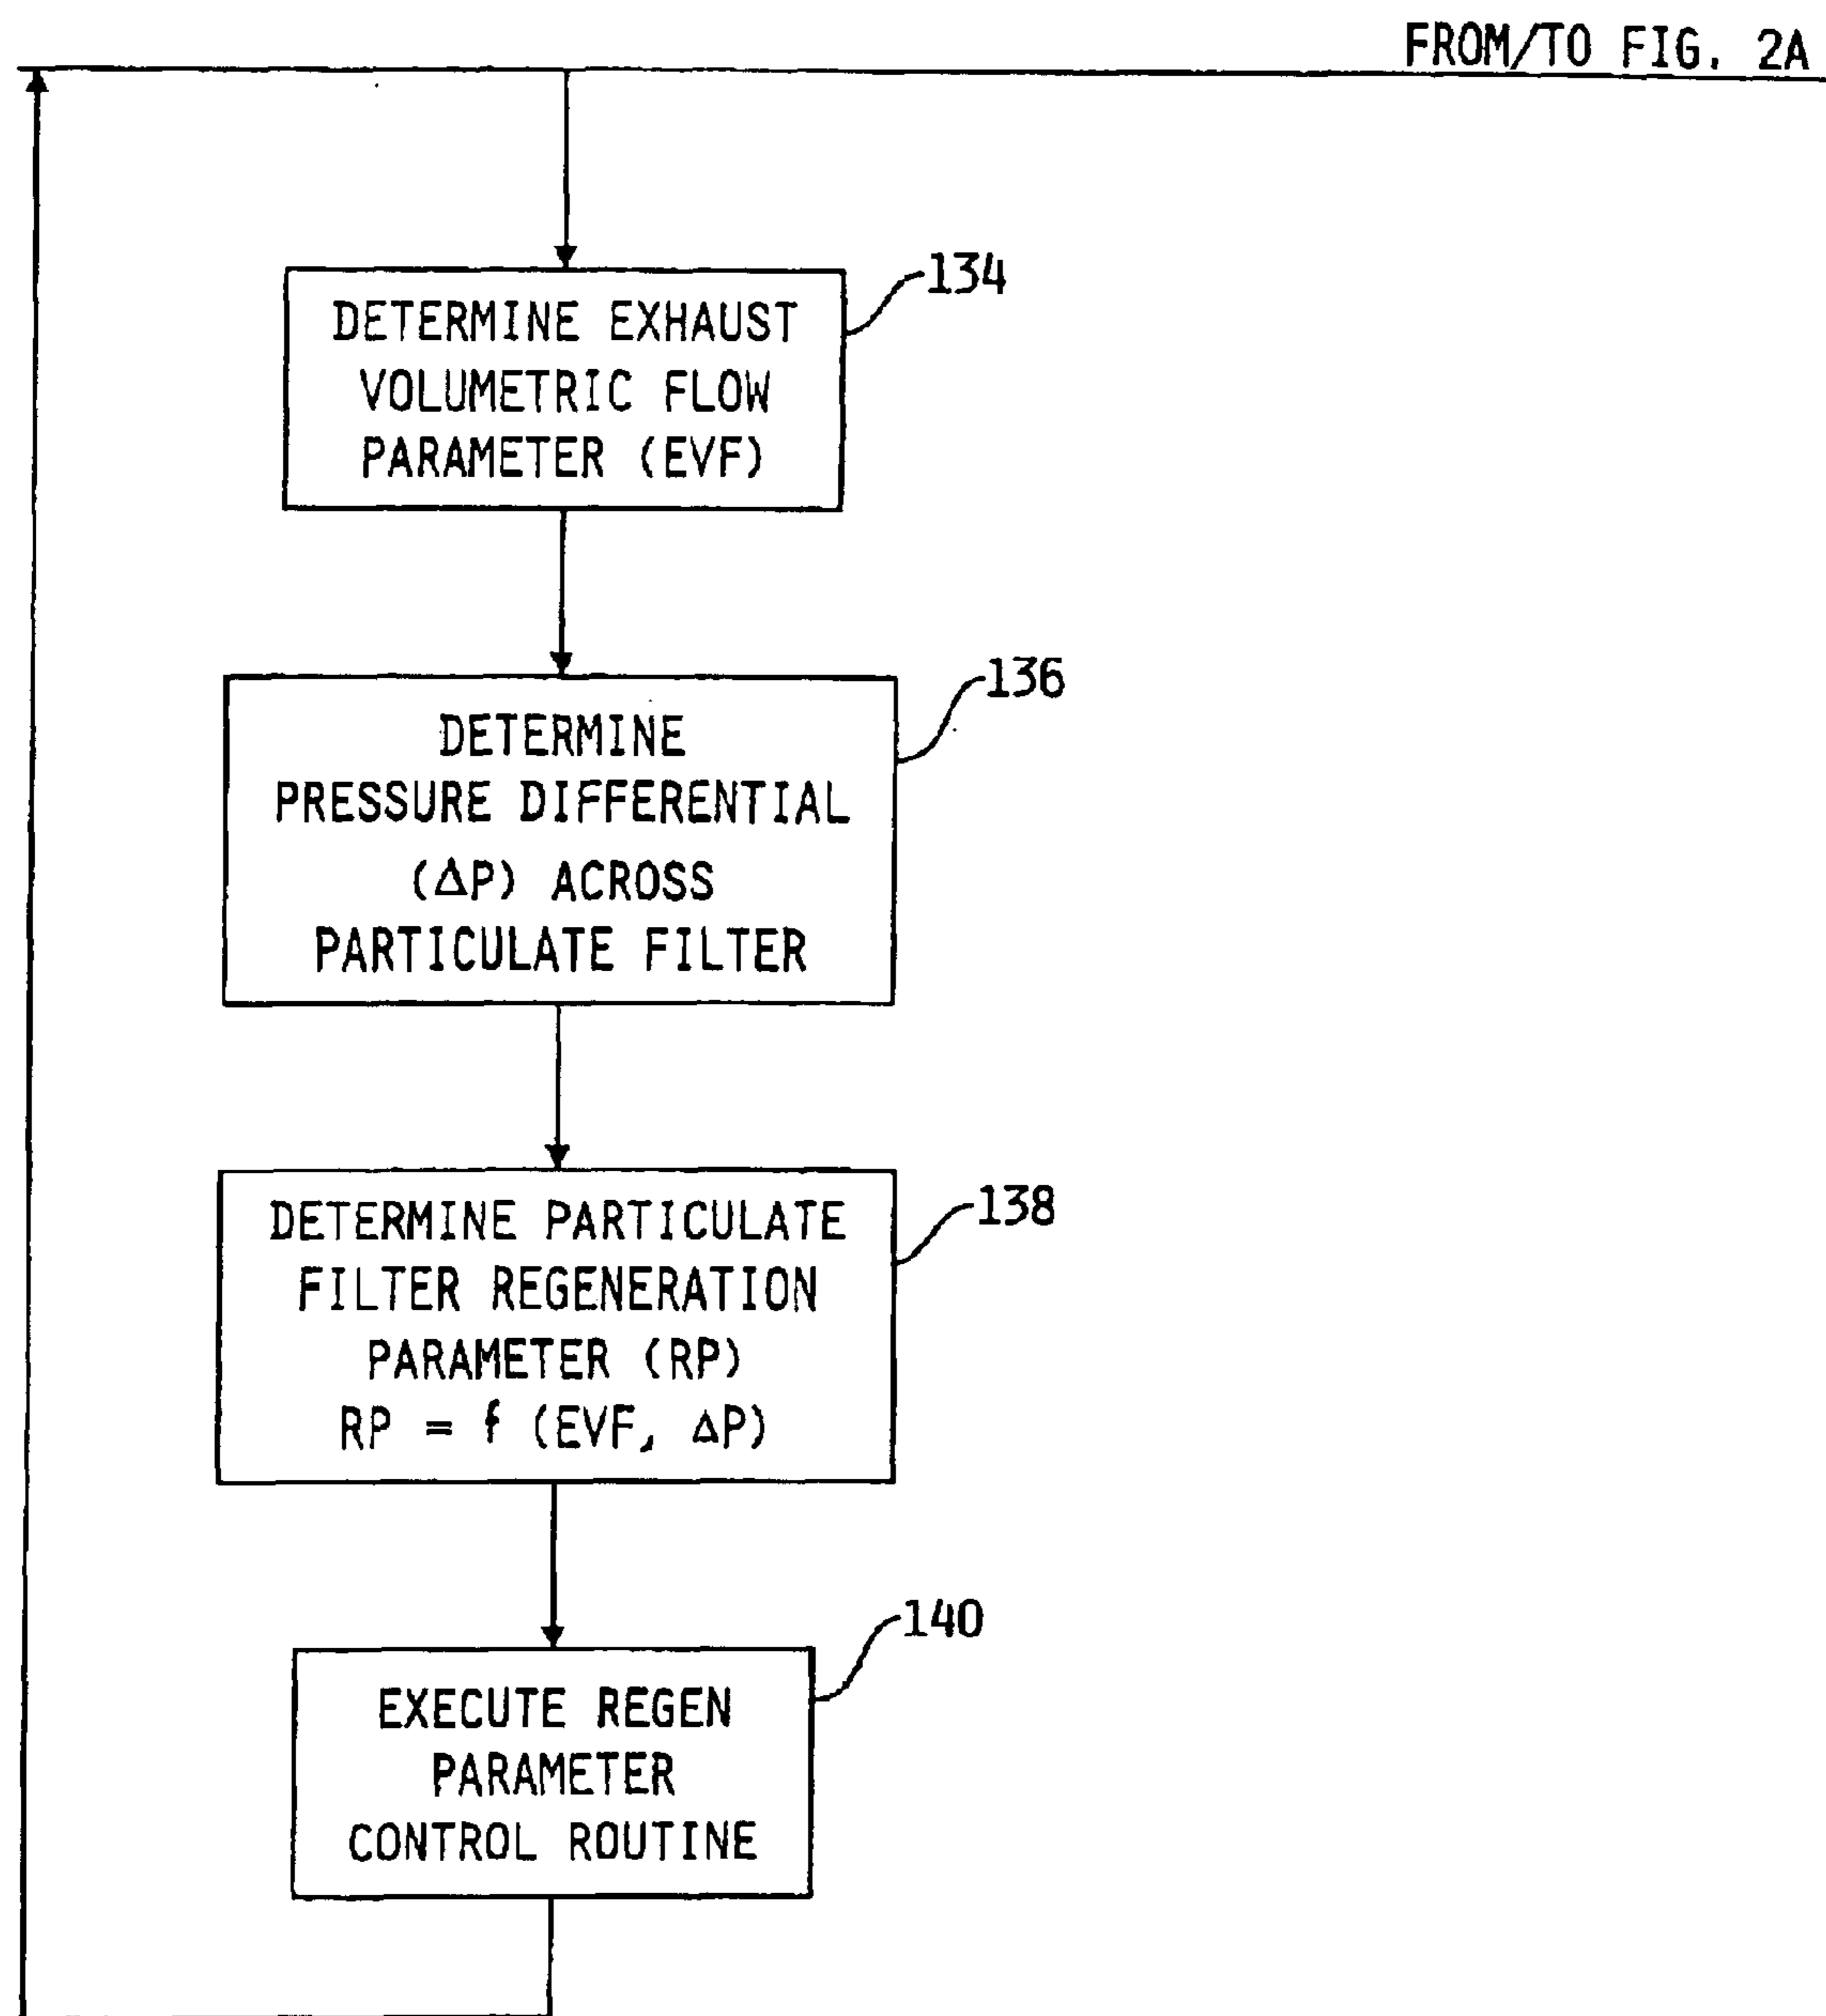 FROM/TO FIG. 2A
134
DETERMINE EXHAUST
VOLUMETRIC FLOW
PARAMETER (EVF)
136
DETERMINE
PRESSURE DIFFERENTIAL
(ΔP) ACROSS
PARTICULATE FILTER
138
DETERMINE PARTICULATE
FILTER REGENERATION
PARAMETER (RP)
RP = f (EVF, ΔP)
140
EXECUTE REGEN
PARAMETER
CONTROL ROUTINE